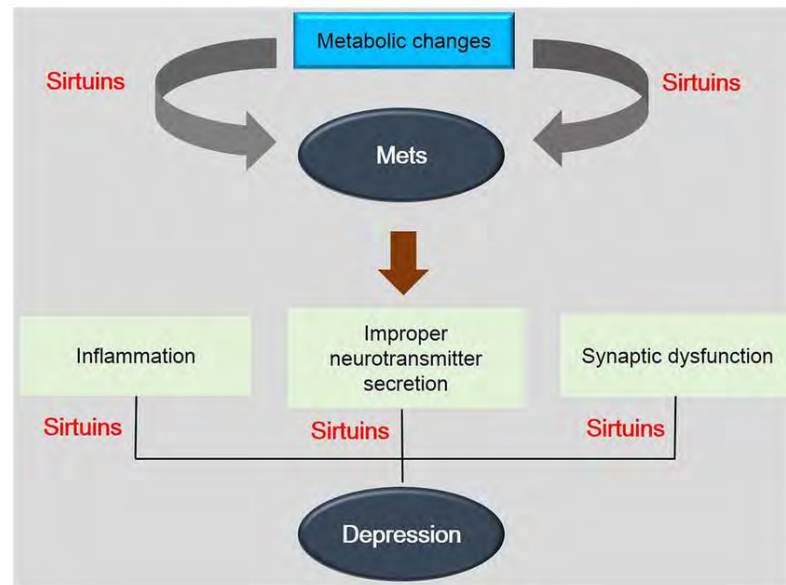 Metabolic changes
Sirtuins
Sirtuins
Mets
Inflammation
Improper
neurotransmitter
secretion
Synaptic dysfunction
Sirtuins
Sirtuins
Sirtuins
Depression